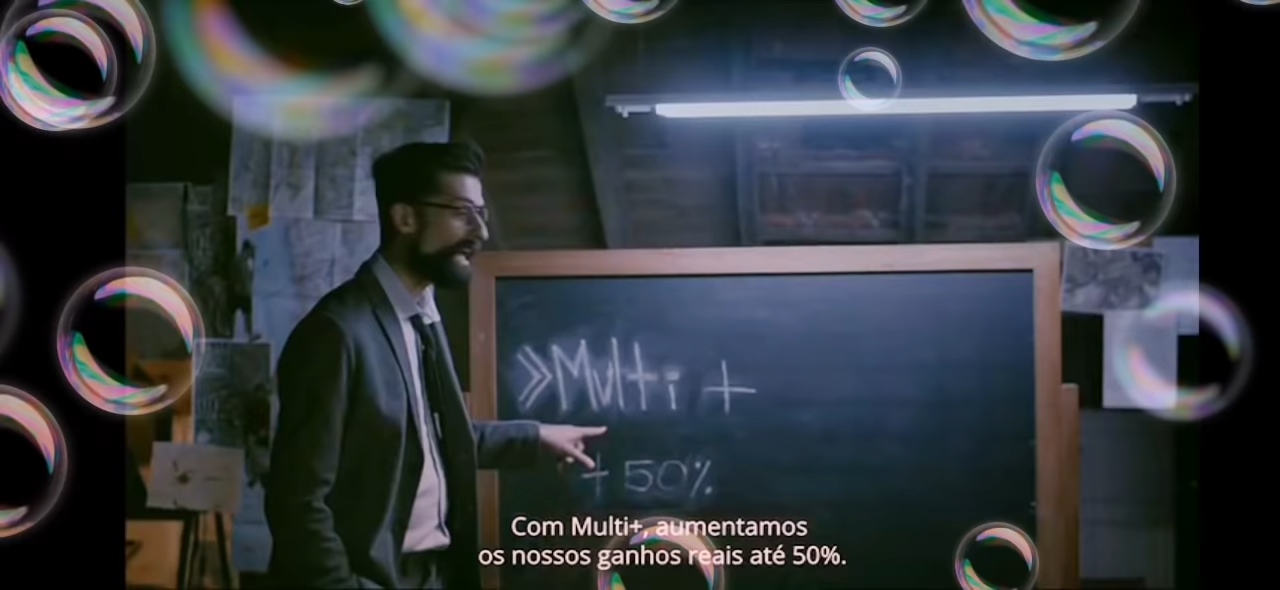 »Multi +
+ 50%
Com Multi+, aumentamos
os nossos ganhos reais até 50%.